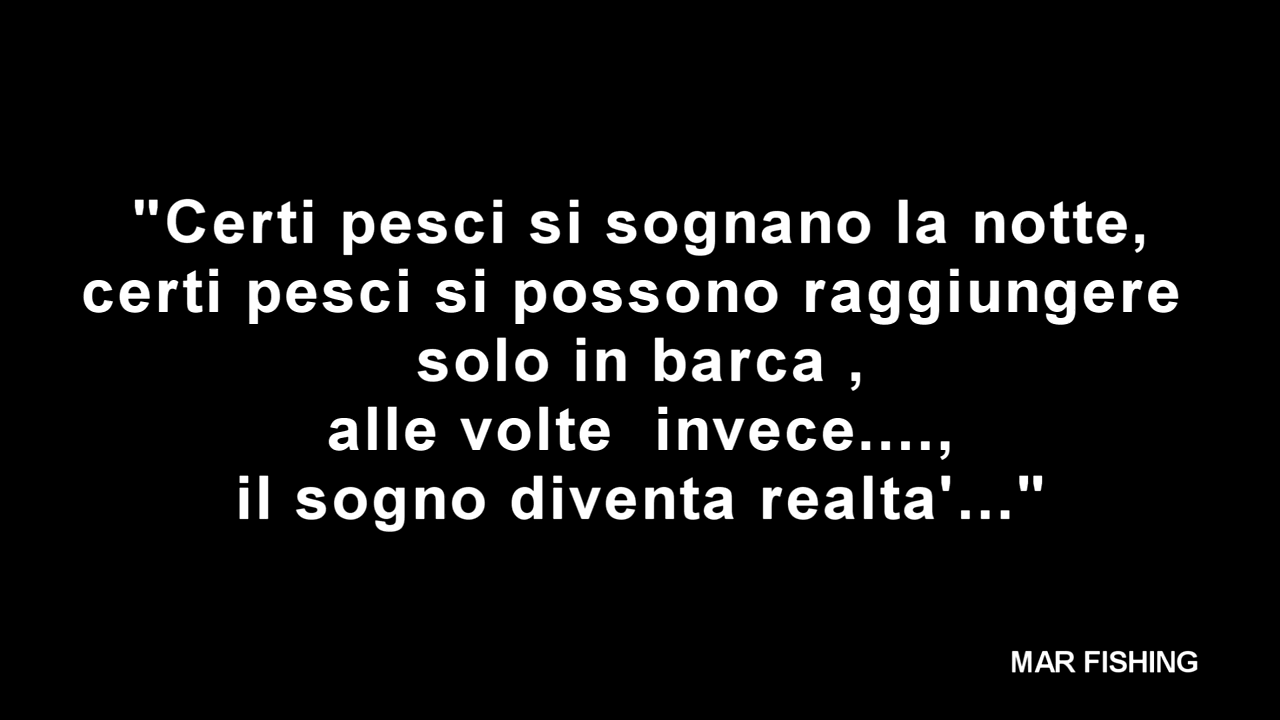 "Certi pesci si sognano la notte,
certi pesci si possono raggiungere
solo in barca ,
alle volte  invece....,
il sogno diventa realta'..."
MAR FISHING